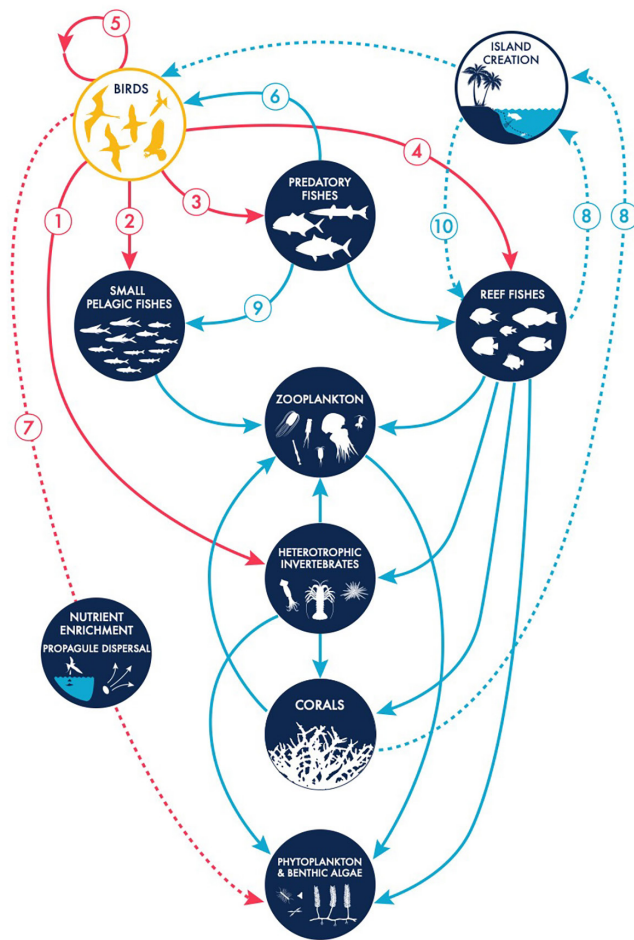 5
BIRDS
ISLAND
CREATION
6
4
8
8
1
2
3
PREDATORY
FISHES
10
SMALL
PELAGIC FISHES
9
REEF FISHES
ZOOPLANKTON
7
HETEROTROPHIC
INVERTEBRATES
NUTRIENT
ENRICHMENT
PROPAGULE DISPERSAL
CORALS
PHYTOPLANKTON
& BENTHIC ALGAE